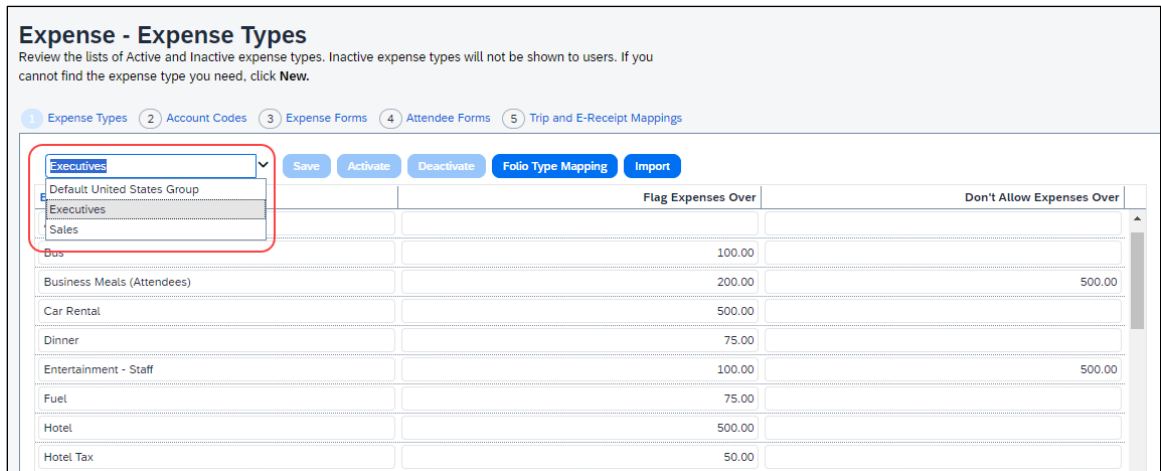 Expense - Expense Types
Review the lists of Active and Inactive expense types. Inactive expense types will not be shown to users. If you
cannot find the expense type you need, click New.
1 Expense Types 2 Account Codes 3 Expense Forms 4 Attendee Forms 5 Trip and E-Receipt Mappings
Executives Save Activate Deactivate Folio Type Mapping Import
Default United States Group
Executives
Sales
Flag Expenses Over Don't Allow Expenses Over
Bus 100.00
Business Meals (Attendees) 200.00 500.00
Car Rental 500.00
Dinner 75.00
Entertainment - Staff 100.00 500.00
Fuel 75.00
Hotel 500.00
Hotel Tax 50.00